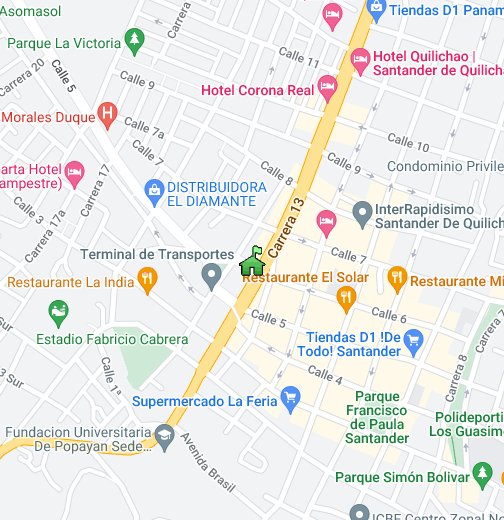 Asomasol
Tiendas D1 Panam
Parque La Victoria
Calle 11
Hotel Quilichao |
Santander de Quilich
Carrera 20
Calle 5
Calle 9
Hotel Corona Real
Morales Duque
Calle 7a
Calle 7
Calle 10
Calle 9
Calle 8
Condominio Privile
arta Hotel
ampestre)
Carrera 17
DISTRIBUIDORA
EL DIAMANTE
Calle 3
Carrera 17a
InterRapidisimo
Santander De Quilich
Carrera 13
Terminal de Transportes
Calle 7
Restaurante La India
Restaurante El Solar
Restaurante Mi
Calle 6
Calle 5
Sur
Estadio Fabricio Cabrera
Tiendas D1 !De
Todo! Santander
Carrera 7
Calle 4
Carrera 8
3 Sur
Calle 1ª
Supermercado La Feria
Parque
Francisco
de Paula
Santander
Polideporti
Los Guasim
Fundacion Universitaria
De Popayan Sede...
Avenida Brasil
Parque Simón Bolivar
ICBF Centro Zonal No